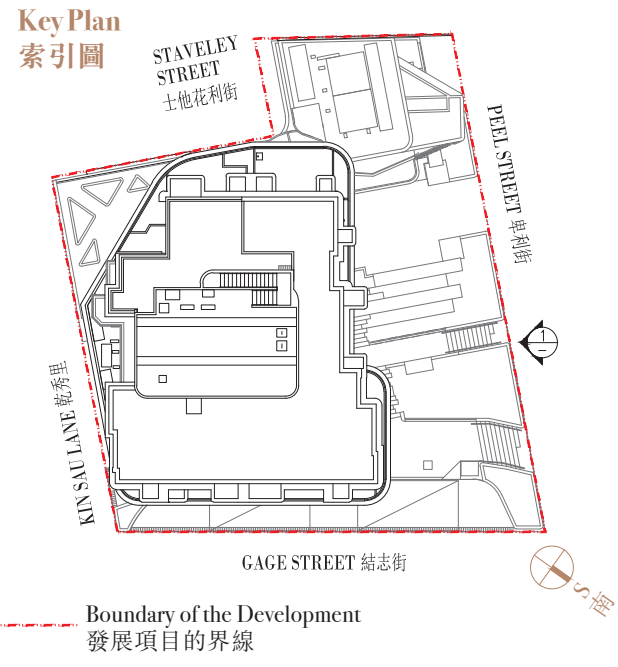 Key Plan
索引圖
STAVELEY
STREET
士他花利街
PEEL STREET 卑利街
1
KIN SAU LANE 乾秀里
GAGE STREET 結志街
S 南
Boundary of the Development
發展項目的界線